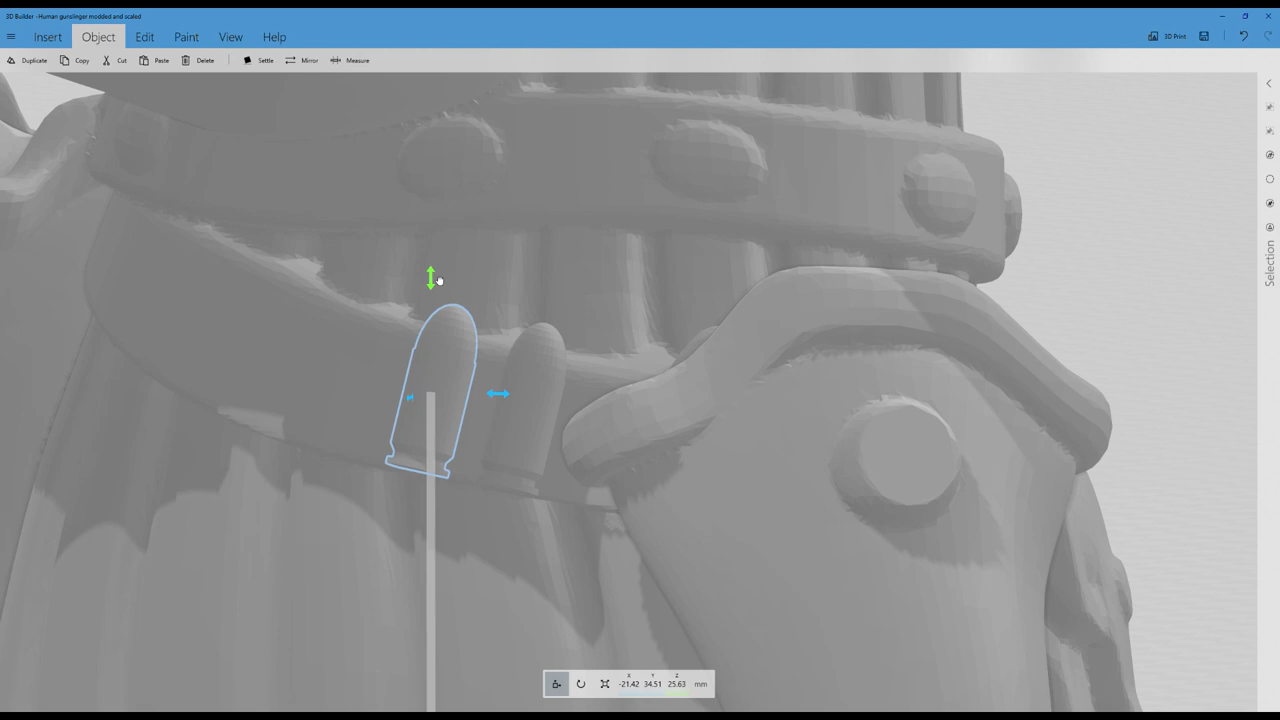 3D Builder -Human gunslinger modded and scaled
Insert Object Edit Paint View Help 3D Print
Duplicate Copy Cut Paste Delete Settle Mirror Measure
Selection
X Y Z
-21.42 34.51 25.63 mm